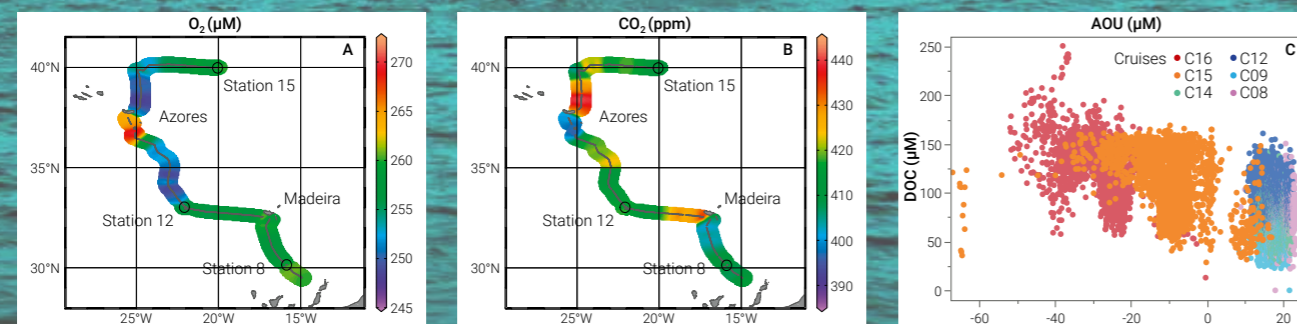 O₂ (µM)
A
40°N
35°N
30°N
25°W
20°W
15°W
Station 15
Azores
Madeira
Station 12
Station 8
270
265
260
255
250
245
CO₂ (ppm)
B
40°N
35°N
30°N
25°W
20°W
15°W
Station 15
Azores
Madeira
Station 12
Station 8
440
430
420
410
400
390
AOU (µM)
C
Cruises
C16
C12
C15
C09
C14
C08
DOC (µM)
250
200
150
100
50
0
-60
-40
-20
0
20